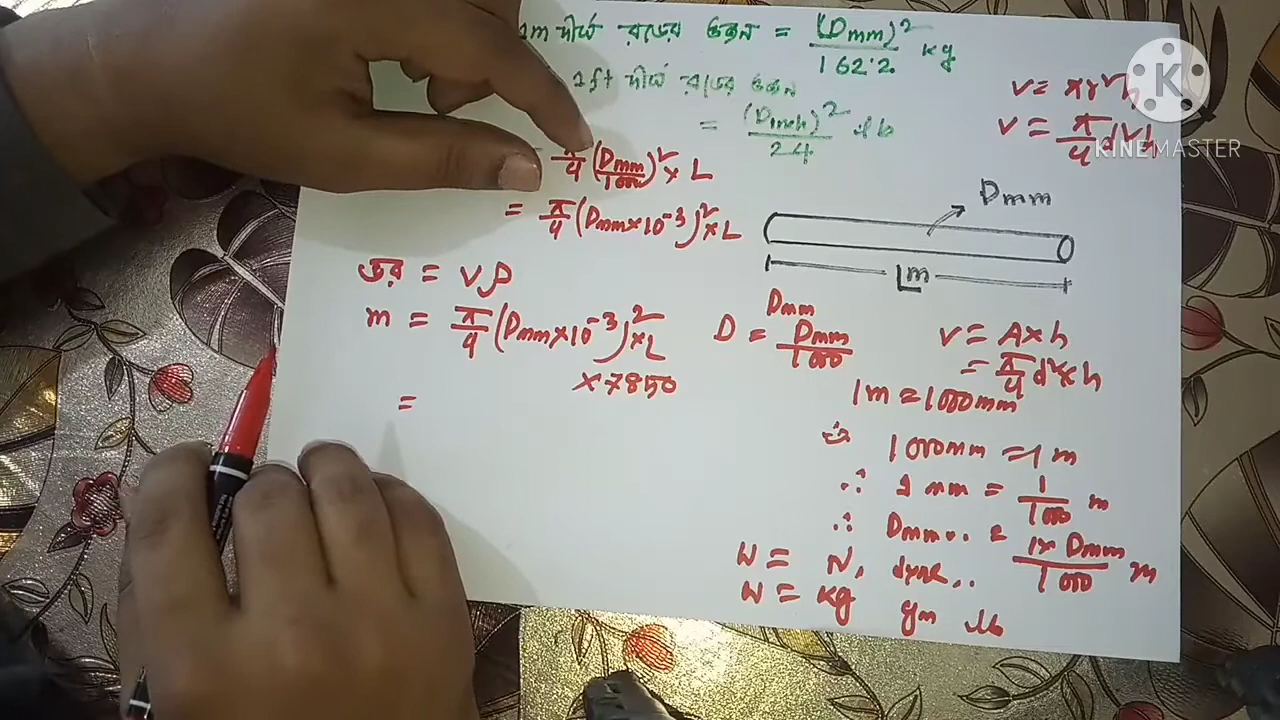 1m দীর্ঘ রডের ওজন = (Dmm)²/162.2 kg
1ft দীর্ঘ রডের ওজন
= (Dinch)²/24 lb
V = πr²h
V = π/4 d²h
KINEMASTER
π/4 (Dmm/1000)² × L
= π/4 (Dmm×10⁻³)² × L
Dmm
Lm
ভর = Vρ
m = π/4 (Dmm×10⁻³)² × L
×7850
=
Dmm
D = Dmm/1000
V = A×h
= π/4 d²×h
1m = 1000mm
⇒ 1000mm = 1m
∴ 1 mm = 1/1000 m
∴ Dmm .. = 1×Dmm/1000 m
W = N, dyne ..
W = kg gm lb